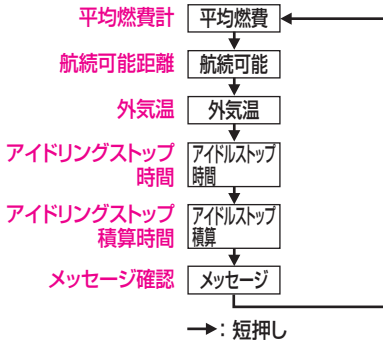 平均燃費計 平均燃費
航続可能距離 航続可能
外気温 外気温
アイドリングストップ アイドルストップ
時間 時間
アイドリングストップ アイドルストップ
積算時間 積算
メッセージ確認 メッセージ
→：短押し